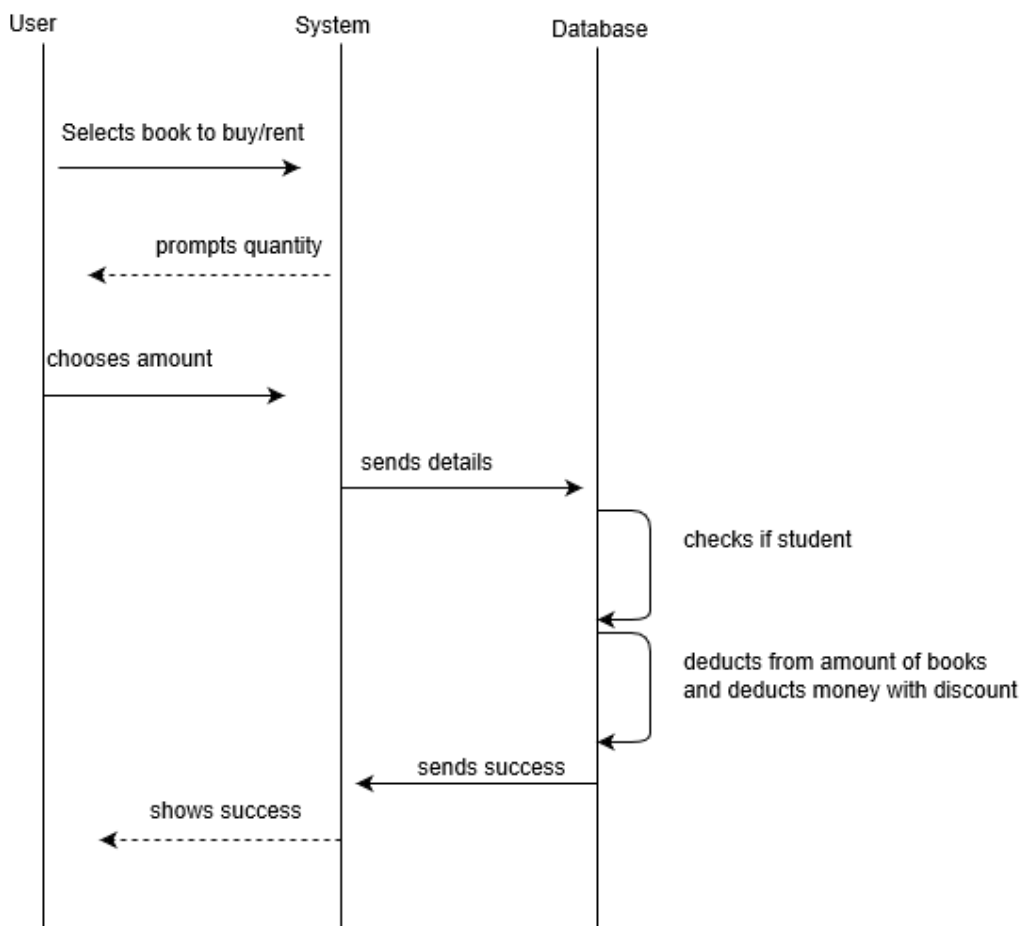 User
System
Database
Selects book to buy/rent
prompts quantity
chooses amount
sends details
checks if student
deducts from amount of books
and deducts money with discount
sends success
shows success